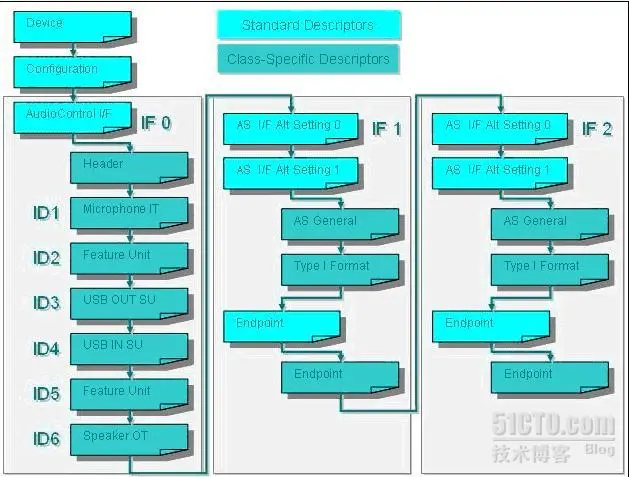 Device
Standard Descriptors
Class-Specific Descriptors
Configuration
AudioControl I/F
IF 0
Header
ID1
Microphone IT
ID2
Feature Unit
ID3
USB OUT SU
ID4
USB IN SU
ID5
Feature Unit
ID6
Speaker OT
AS I/F Alt Setting 0
IF 1
AS I/F Alt Setting 1
AS General
Type I Format
Endpoint
Endpoint
AS I/F Alt Setting 0
IF 2
AS I/F Alt Setting 1
AS General
Type I Format
Endpoint
Endpoint
51CTO.com
技术博客 Blog